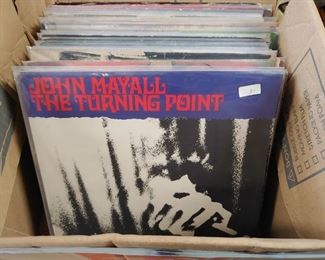 JOHN MAYALL
THE TURNING POINT